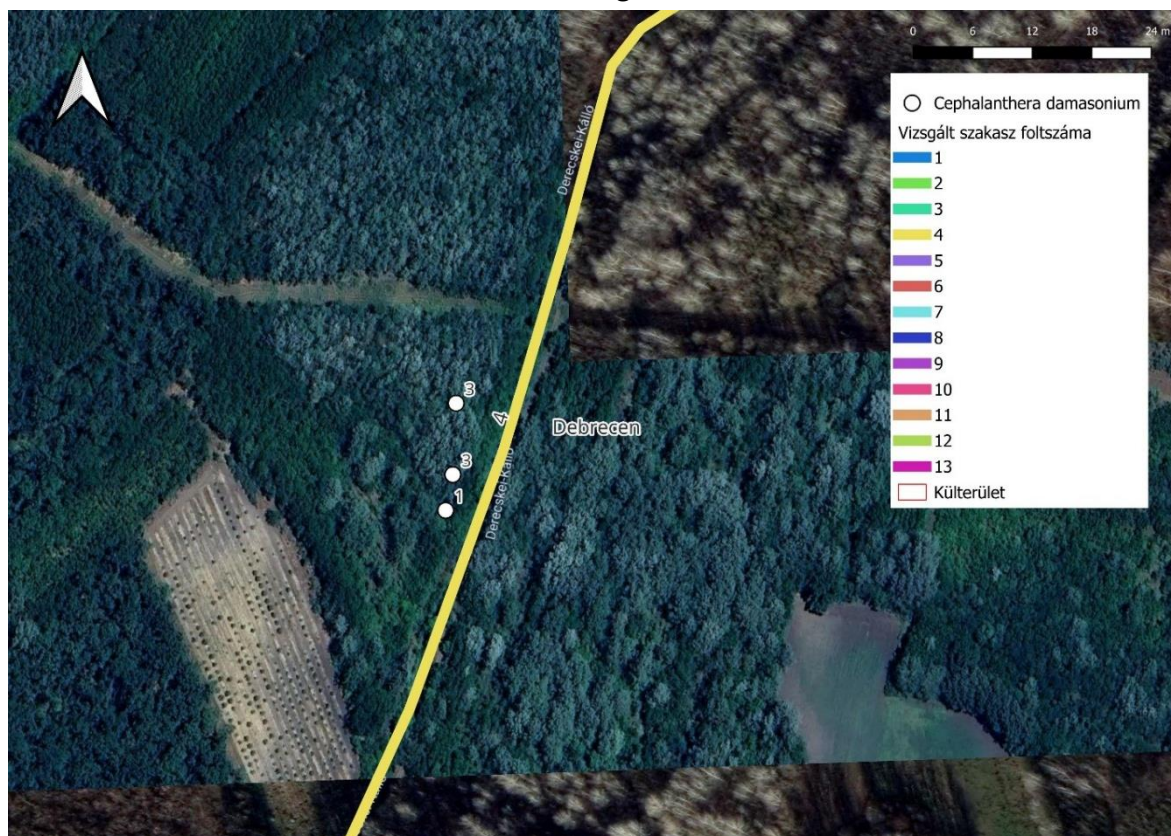 0 6 12 18 24 m
Cephalanthera damasonium
Vizsgált szakasz foltszáma
1
2
3
4
5
6
7
8
9
10
11
12
13
Külterület
Derecskei-Kálló
3
4
Debrecen
3
Derecskei-Kálló
1